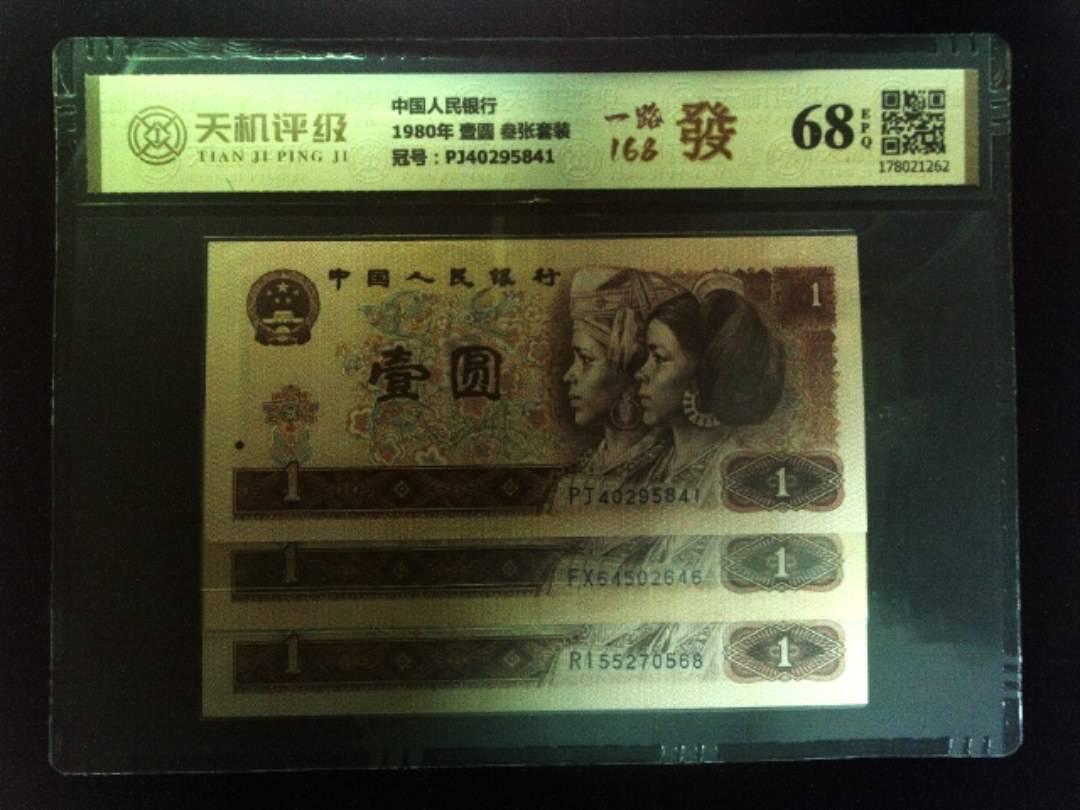 天机评级
TIAN JI PING JI
中国人民银行
1980年 壹圆 叁张套装
冠号：PJ40295841
一路
168
發
68
EPQ
178021262
中国人民银行
1
壹圆
1
PJ40295841
1
1
FX64502646
1
1
RI55270568
1